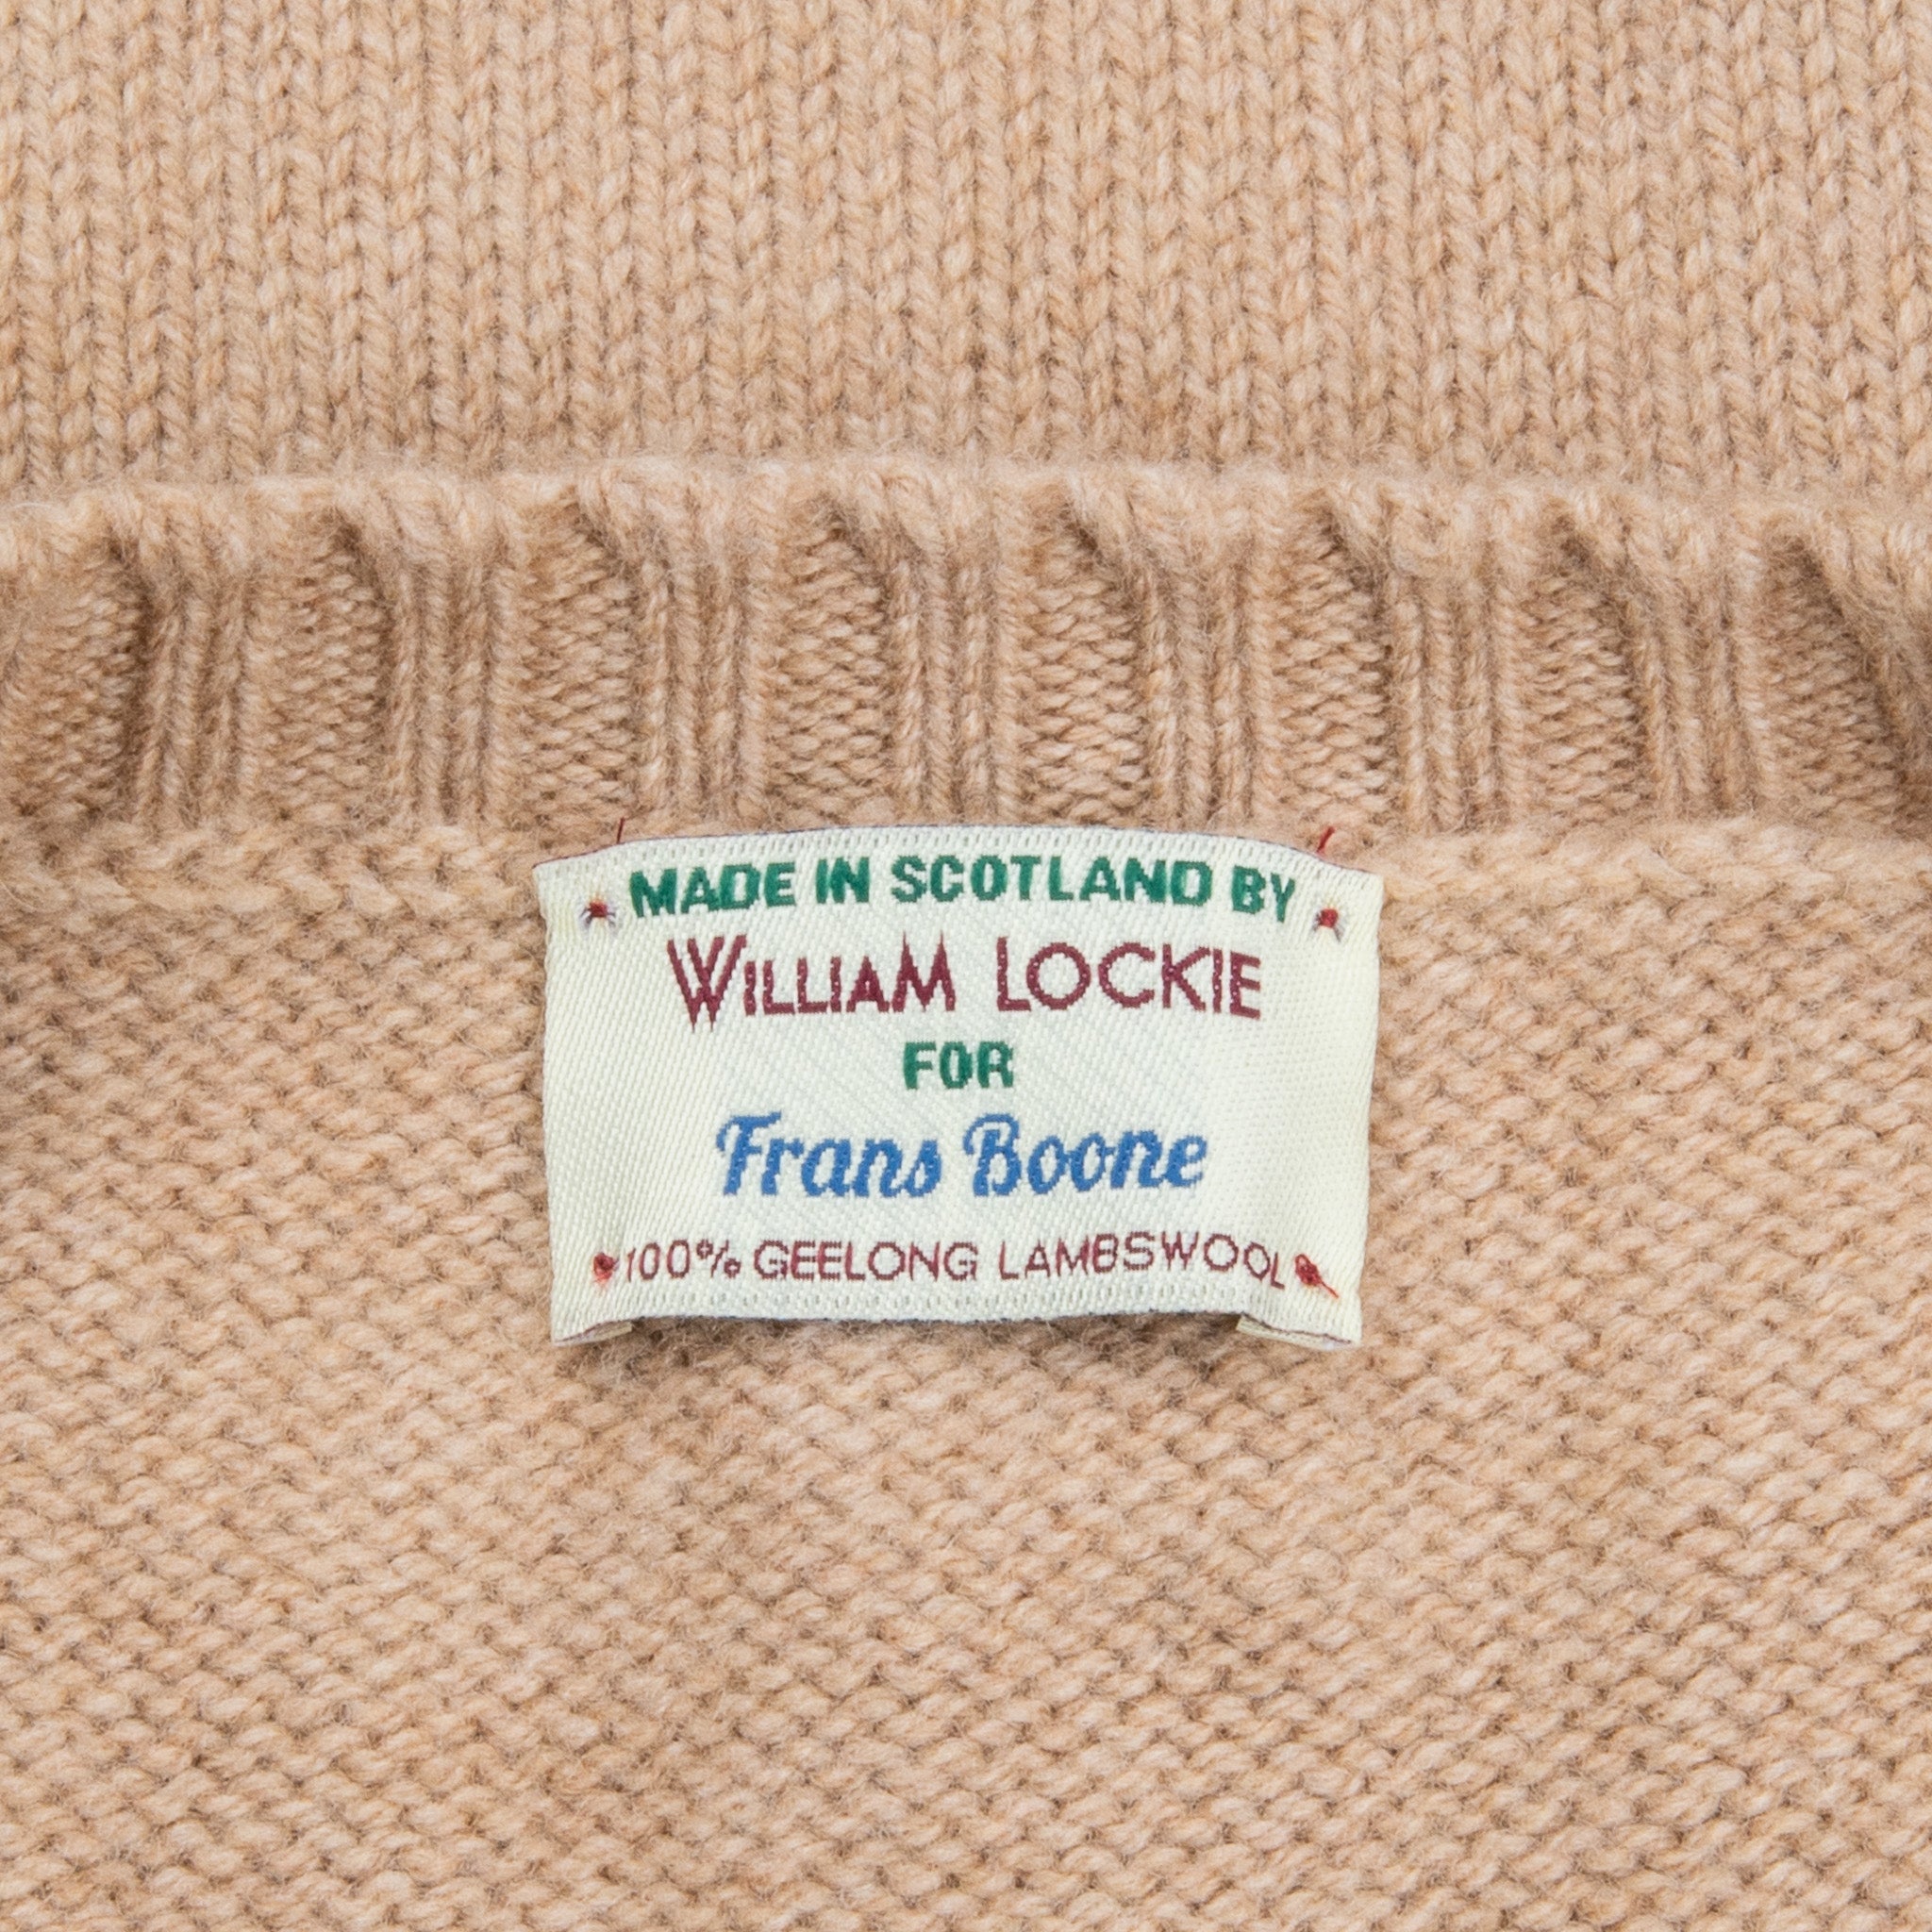 MADE IN SCOTLAND BY
WILLIAM LOCKIE
FOR
Frans Boone
100% GEELONG LAMBSWOOL